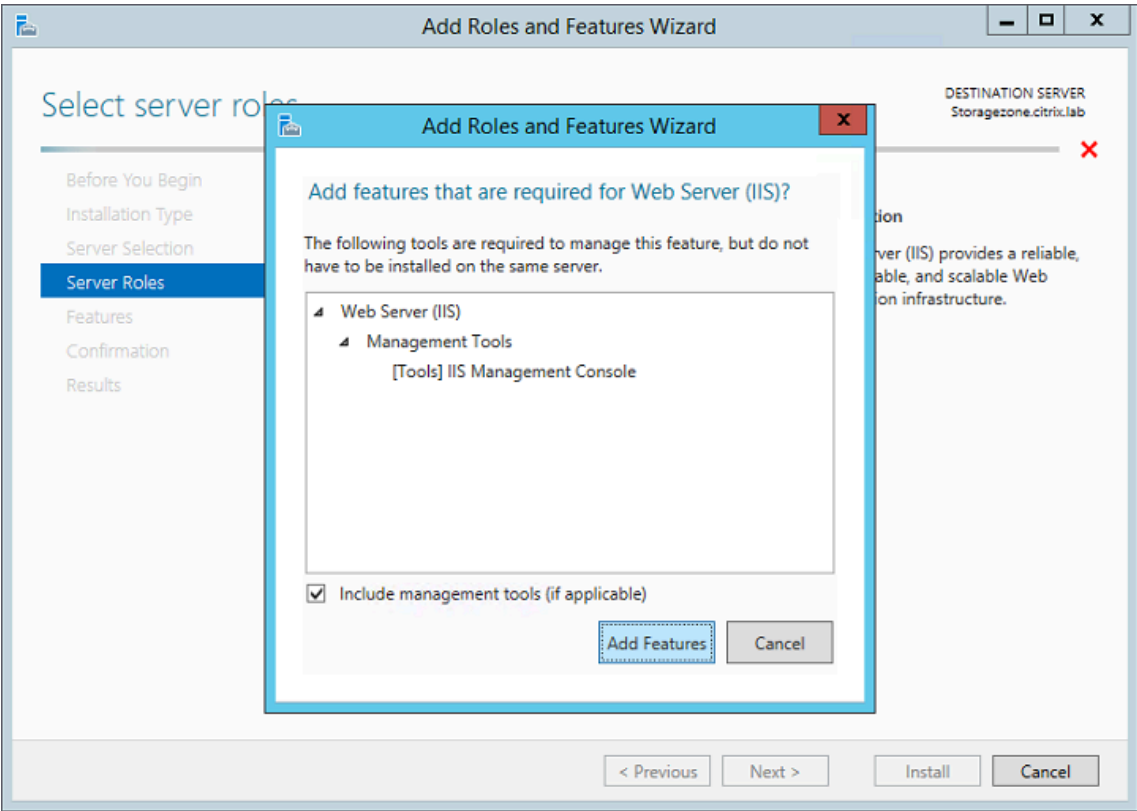 Add Roles and Features Wizard
Select server roles
DESTINATION SERVER
Storagezone.citrix.lab
Before You Begin
Installation Type
Server Selection
Server Roles
Features
Confirmation
Results
Add Roles and Features Wizard
Add features that are required for Web Server (IIS)?
The following tools are required to manage this feature, but do not
have to be installed on the same server.
Web Server (IIS)
Management Tools
[Tools] IIS Management Console
Include management tools (if applicable)
Add Features
Cancel
(IIS) provides a reliable,
and scalable Web
infrastructure.
< Previous
Next >
Install
Cancel